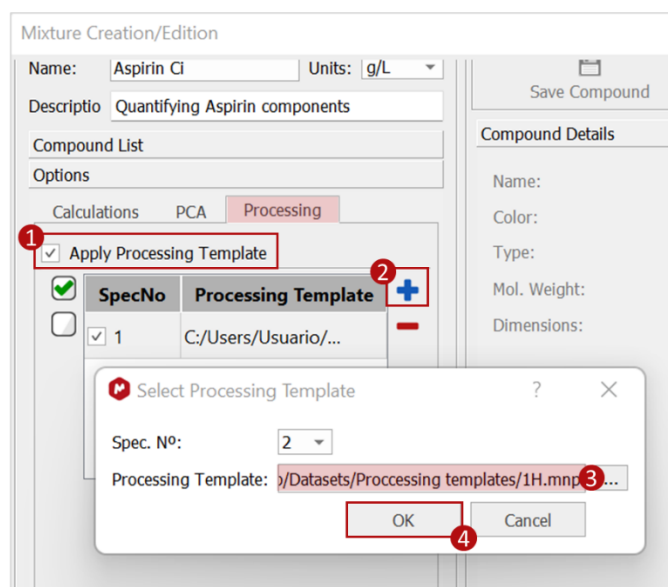 Mixture Creation/Edition
Name: Aspirin Ci Units: g/L
Save Compound
Descriptio Quantifying Aspirin components
Compound List
Compound Details
Options
Name:
Calculations PCA Processing
Color:
1
Apply Processing Template
Type:
2
SpecNo Processing Template
Mol. Weight:
1 C:/Users/Usuario/...
Dimensions:
Select Processing Template ?
Spec. Nº: 2
Processing Template: o/Datasets/Proccessing templates/1H.mnp 3 ...
OK Cancel
4